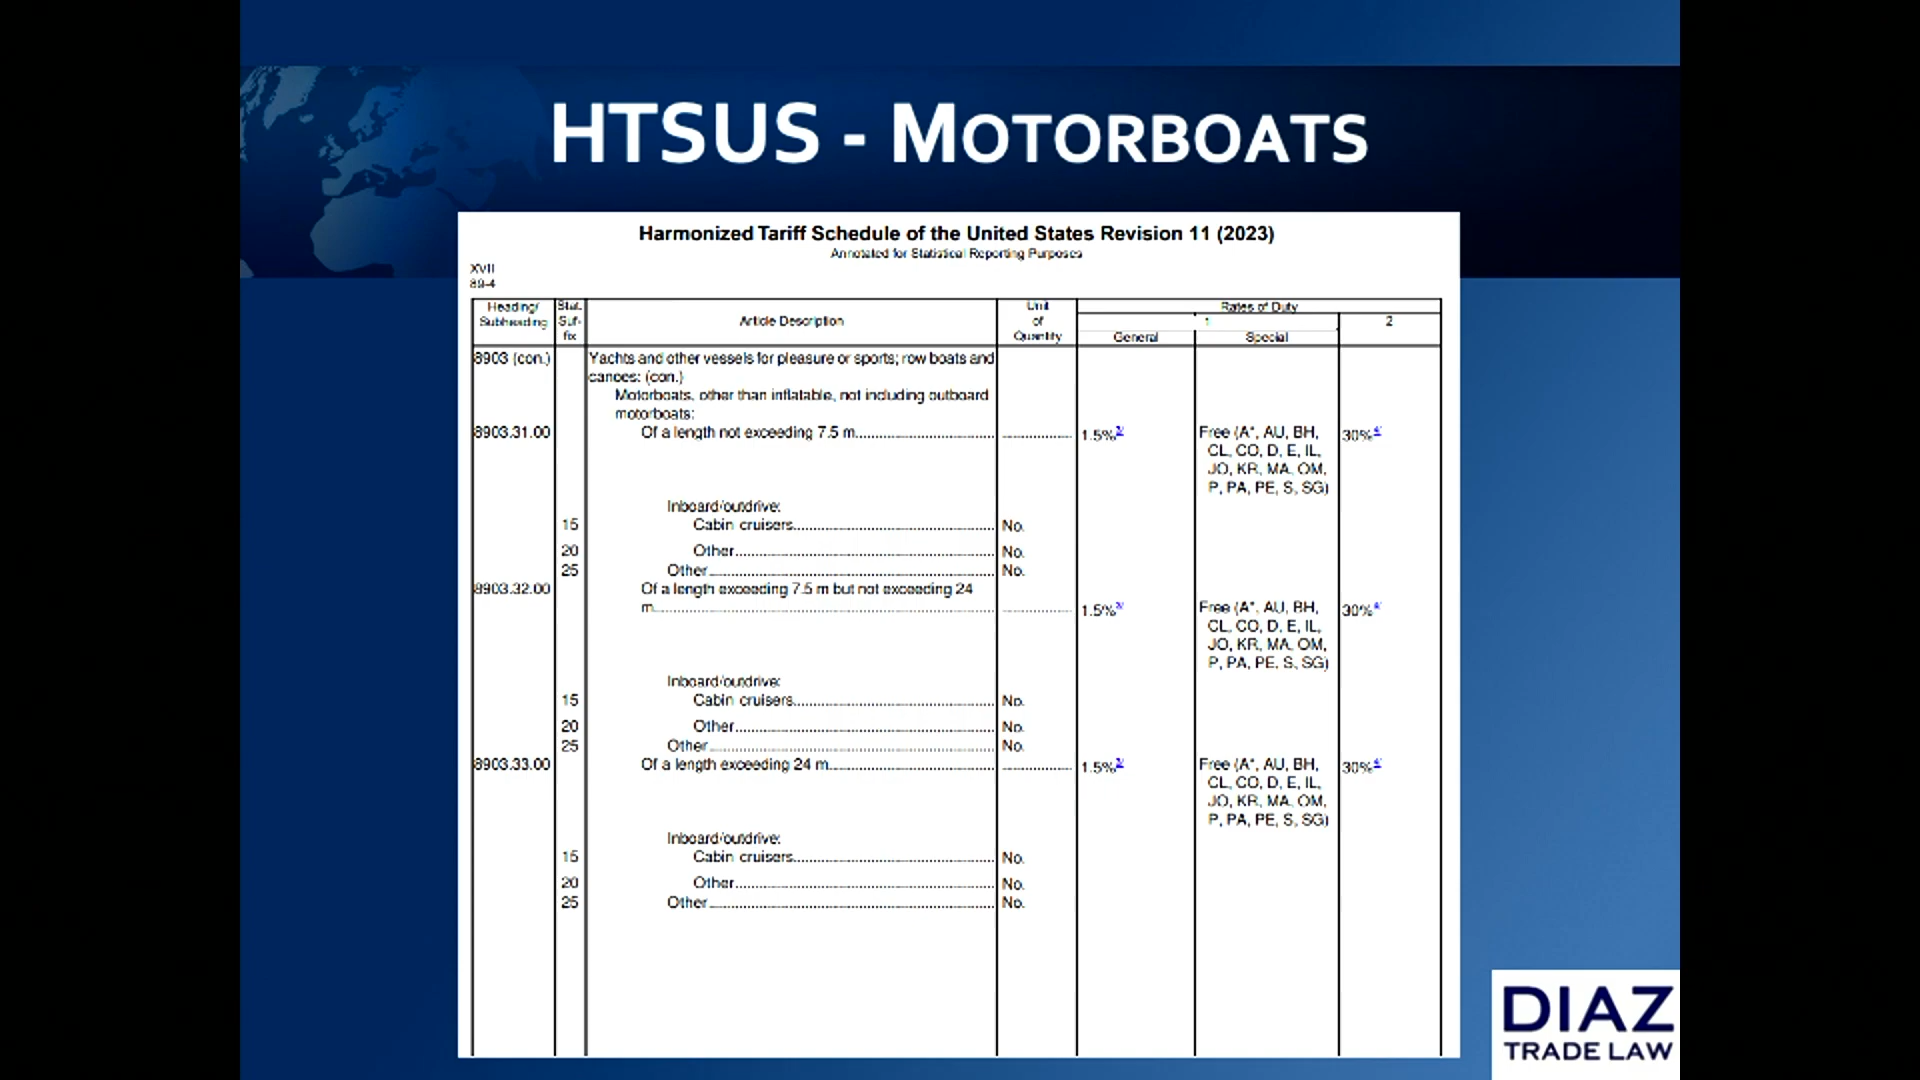 HTSUS - MOTORBOATS
Harmonized Tariff Schedule of the United States Revision 11 (2023)
Annotated for Statistical Reporting Purposes
XVII
89-4
Heading/ Subheading
Stat. Suf- fix
Article Description
Unit of Quantity
Rates of Duty
1
2
General
Special
8903 (con.) Yachts and other vessels for pleasure or sports; row boats and
canoes: (con.)
Motorboats, other than inflatable, not including outboard
motorboats:
8903.31.00 Of a length not exceeding 7.5 m 1.5% Free (A*, AU, BH, 30%
CL, CO, D, E, IL,
JO, KR, MA, OM,
P, PA, PE, S, SG)
Inboard/outdrive:
15 Cabin cruisers No.
20 Other No.
25 Other No.
8903.32.00 Of a length exceeding 7.5 m but not exceeding 24
m 1.5% Free (A*, AU, BH, 30%
CL, CO, D, E, IL,
JO, KR, MA, OM,
P, PA, PE, S, SG)
Inboard/outdrive:
15 Cabin cruisers No.
20 Other No.
25 Other No.
8903.33.00 Of a length exceeding 24 m 1.5% Free (A*, AU, BH, 30%
CL, CO, D, E, IL,
JO, KR, MA, OM,
P, PA, PE, S, SG)
Inboard/outdrive:
15 Cabin cruisers No.
20 Other No.
25 Other No.
DIAZ
TRADE LAW